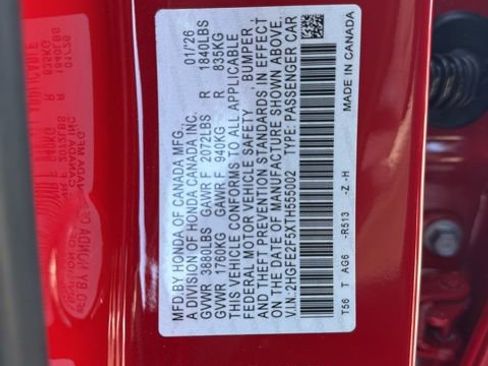 MFD. BY HONDA OF CANADA MFG. 01/'26
A DIVISION OF HONDA CANADA INC.
GVWR 3880LBS GAWR F 2072LBS R 1840LBS
GVWR 1760KG GAWR F 940KG R 835KG
THIS VEHICLE CONFORMS TO ALL APPLICABLE
FEDERAL MOTOR VEHICLE SAFETY, BUMPER,
AND THEFT PREVENTION STANDARDS IN EFFECT
ON THE DATE OF MANUFACTURE SHOWN ABOVE.
V.I.N. 2HGFE2F5XTH555002 TYPE: PASSENGER CAR
T56 T AG6 -R513 -Z -H MADE IN CANADA